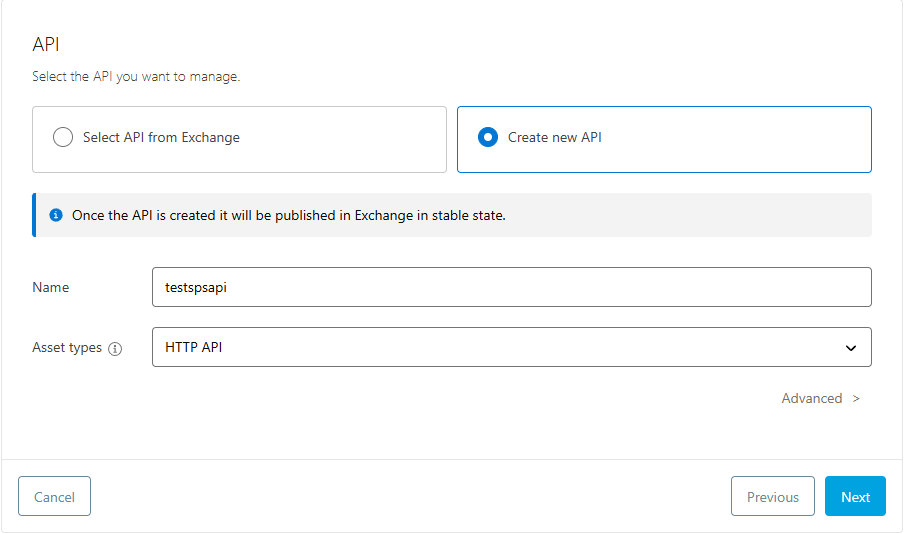 API
Select the API you want to manage.
Select API from Exchange
Create new API
Once the API is created it will be published in Exchange in stable state.
Name
testspsapi
Asset types
HTTP API
Advanced >
Cancel
Previous
Next